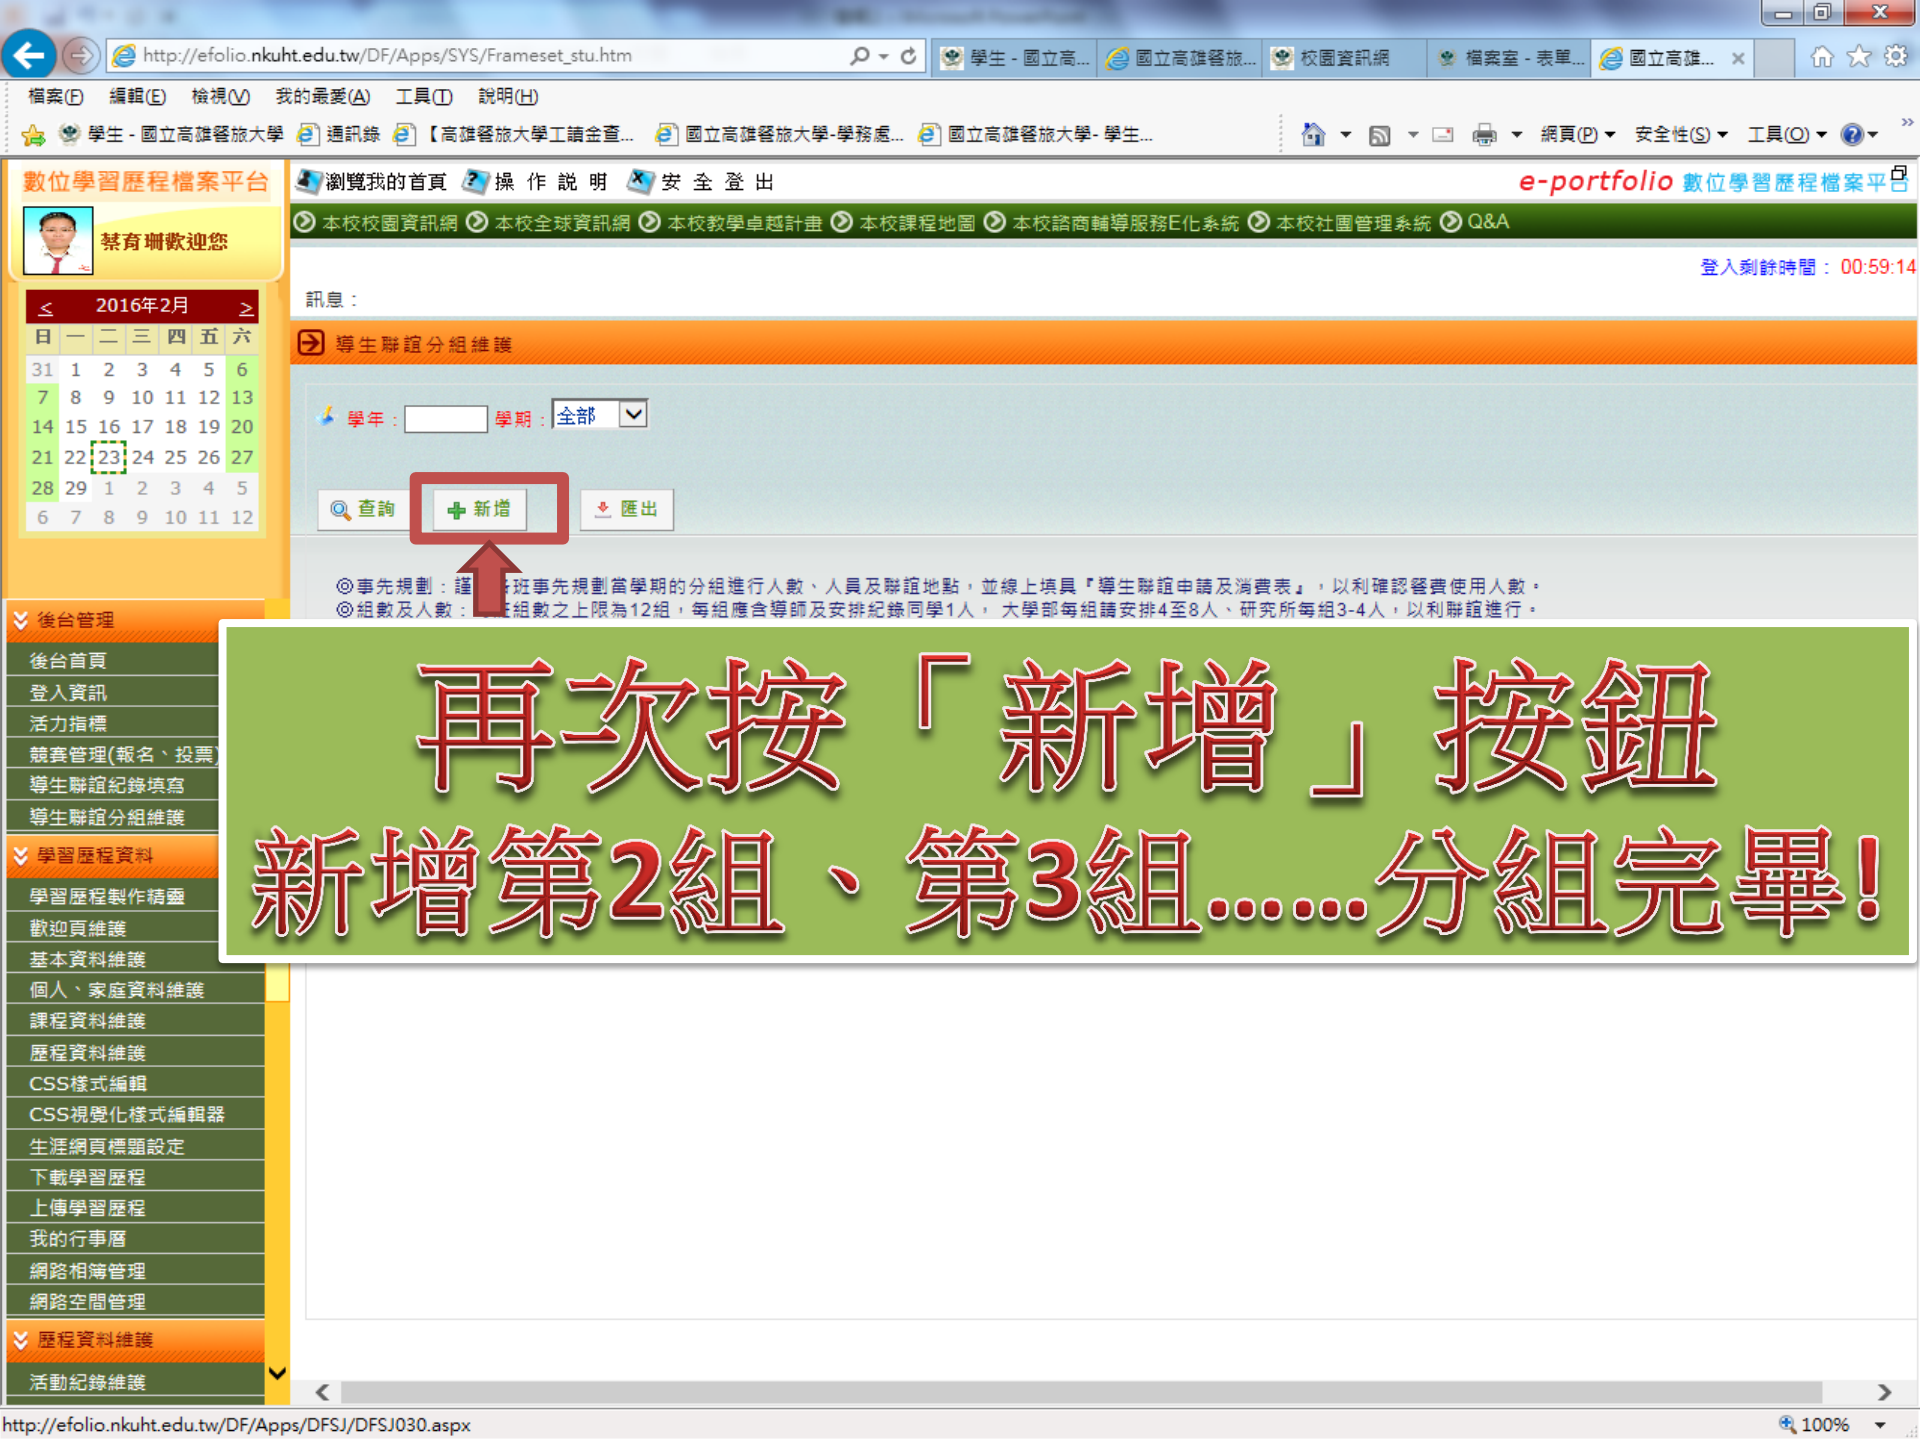 http://efolio.nkuht.edu.tw/DF/Apps/SYS/Frameset_stu.htm
學生 - 國立高...
國立高雄餐旅...
校園資訊網
檔案室 - 表單...
國立高雄...
檔案(F) 編輯(E) 檢視(V) 我的最愛(A) 工具(T) 說明(H)
學生 - 國立高雄餐旅大學 通訊錄 【高雄餐旅大學工讀金查... 國立高雄餐旅大學-學務處... 國立高雄餐旅大學- 學生...
網頁(P) 安全性(S) 工具(O)
數位學習歷程檔案平台
蔡育珊歡迎您
瀏覽我的首頁 操作說明 安全登出
e-portfolio 數位學習歷程檔案平台
本校校園資訊網 本校全球資訊網 本校教學卓越計畫 本校課程地圖 本校諮商輔導服務E化系統 本校社團管理系統 Q&A
登入剩餘時間： 00:59:14
訊息：
< 2016年2月 >
日 一 二 三 四 五 六
31 1 2 3 4 5 6
7 8 9 10 11 12 13
14 15 16 17 18 19 20
21 22 23 24 25 26 27
28 29 1 2 3 4 5
6 7 8 9 10 11 12
導生聯誼分組維護
學年： 學期： 全部
查詢 新增 匯出
◎事先規劃：謹 班事先規劃當學期的分組進行人數、人員及聯誼地點，並線上填具『導生聯誼申請及消費表』，以利確認餐費使用人數。
◎組數及人數： 班組數之上限為12組，每組應含導師及安排紀錄同學1人， 大學部每組請安排4至8人、研究所每組3-4人，以利聯誼進行。
再次按「新增」按鈕
新增第2組、第3組……分組完畢!
後台管理
後台首頁
登入資訊
活力指標
競賽管理(報名、投票)
導生聯誼紀錄填寫
導生聯誼分組維護
學習歷程資料
學習歷程製作精靈
歡迎頁維護
基本資料維護
個人、家庭資料維護
課程資料維護
歷程資料維護
CSS樣式編輯
CSS視覺化樣式編輯器
生涯網頁標題設定
下載學習歷程
上傳學習歷程
我的行事曆
網路相簿管理
網路空間管理
歷程資料維護
活動紀錄維護
http://efolio.nkuht.edu.tw/DF/Apps/DFSJ/DFSJ030.aspx
100%